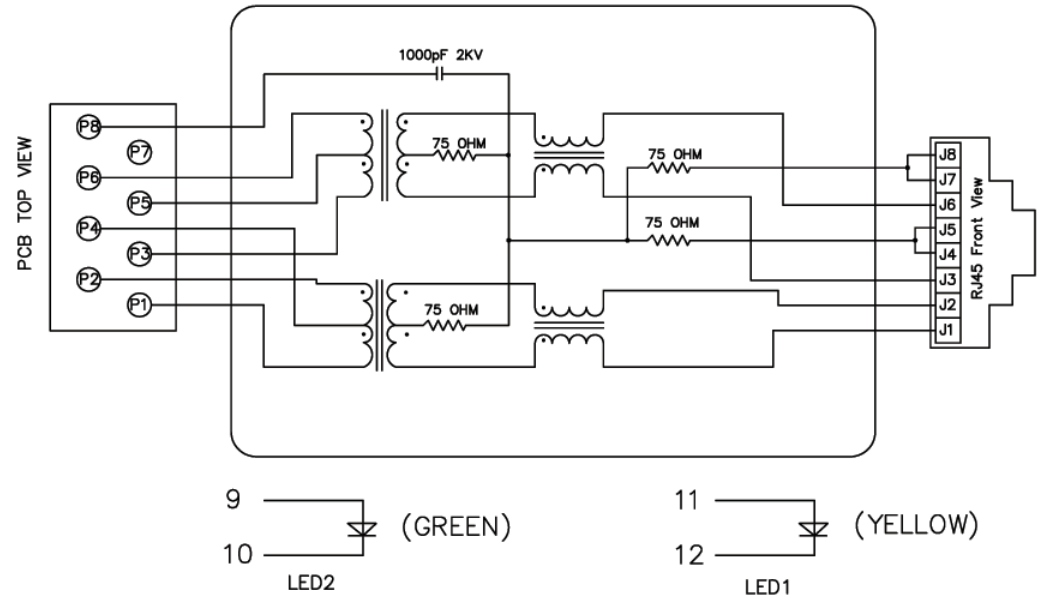 1000pF 2KV
PCB TOP VIEW
P8
P7
P6
P5
P4
P3
P2
P1
75 OHM
75 OHM
75 OHM
75 OHM
J8
J7
J6
J5
J4
J3
J2
J1
RJ45 Front View
9
10
(GREEN)
LED2
11
12
(YELLOW)
LED1